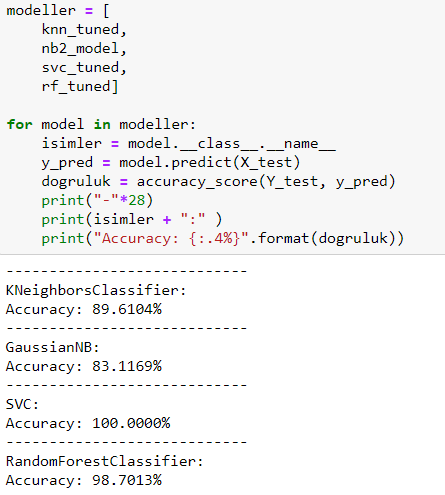 modeller = [
    knn_tuned,
    nb2_model,
    svc_tuned,
    rf_tuned]

for model in modeller:
    isimler = model.__class__.__name__
    y_pred = model.predict(X_test)
    dogruluk = accuracy_score(Y_test, y_pred)
    print("-"*28)
    print(isimler + ":" )
    print("Accuracy: {:.4%}".format(dogruluk))
----------------------------
KNeighborsClassifier:
Accuracy: 89.6104%
----------------------------
GaussianNB:
Accuracy: 83.1169%
----------------------------
SVC:
Accuracy: 100.0000%
----------------------------
RandomForestClassifier:
Accuracy: 98.7013%